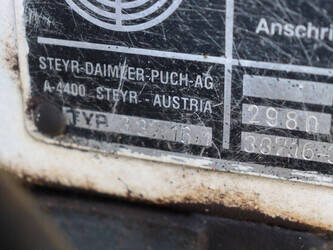 Anschri
STEYR-DAIMLER-PUCH-AG
A-4400 STEYR-AUSTRIA
2980
TYP